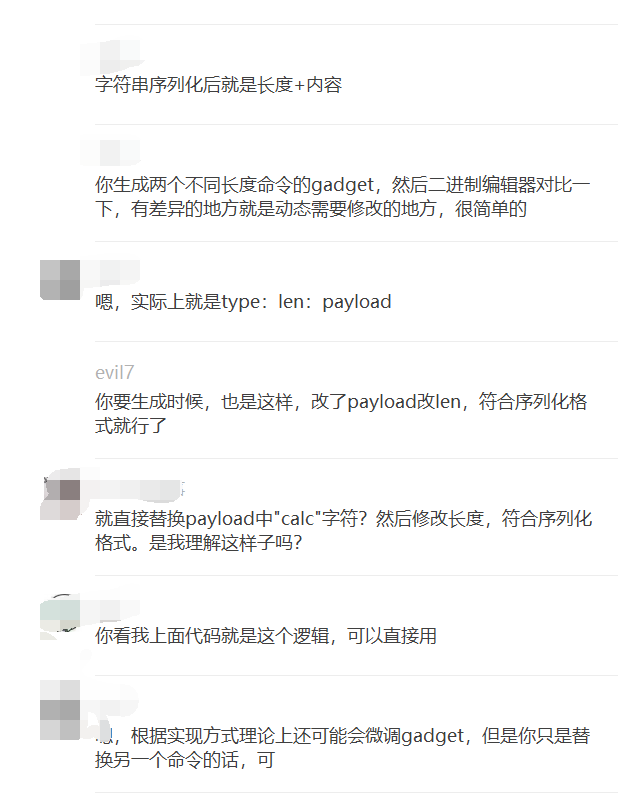 字符串序列化后就是长度+内容
你生成两个不同长度命令的gadget，然后二进制编辑器对比一
下，有差异的地方就是动态需要修改的地方，很简单的
嗯，实际上就是type：len：payload
evil7
你要生成时候，也是这样，改了payload改len，符合序列化格
式就行了
就直接替换payload中"calc"字符？然后修改长度，符合序列化
格式。是我理解这样子吗？
你看我上面代码就是这个逻辑，可以直接用
嗯，根据实现方式理论上还可能会微调gadget，但是你只是替
换另一个命令的话，可